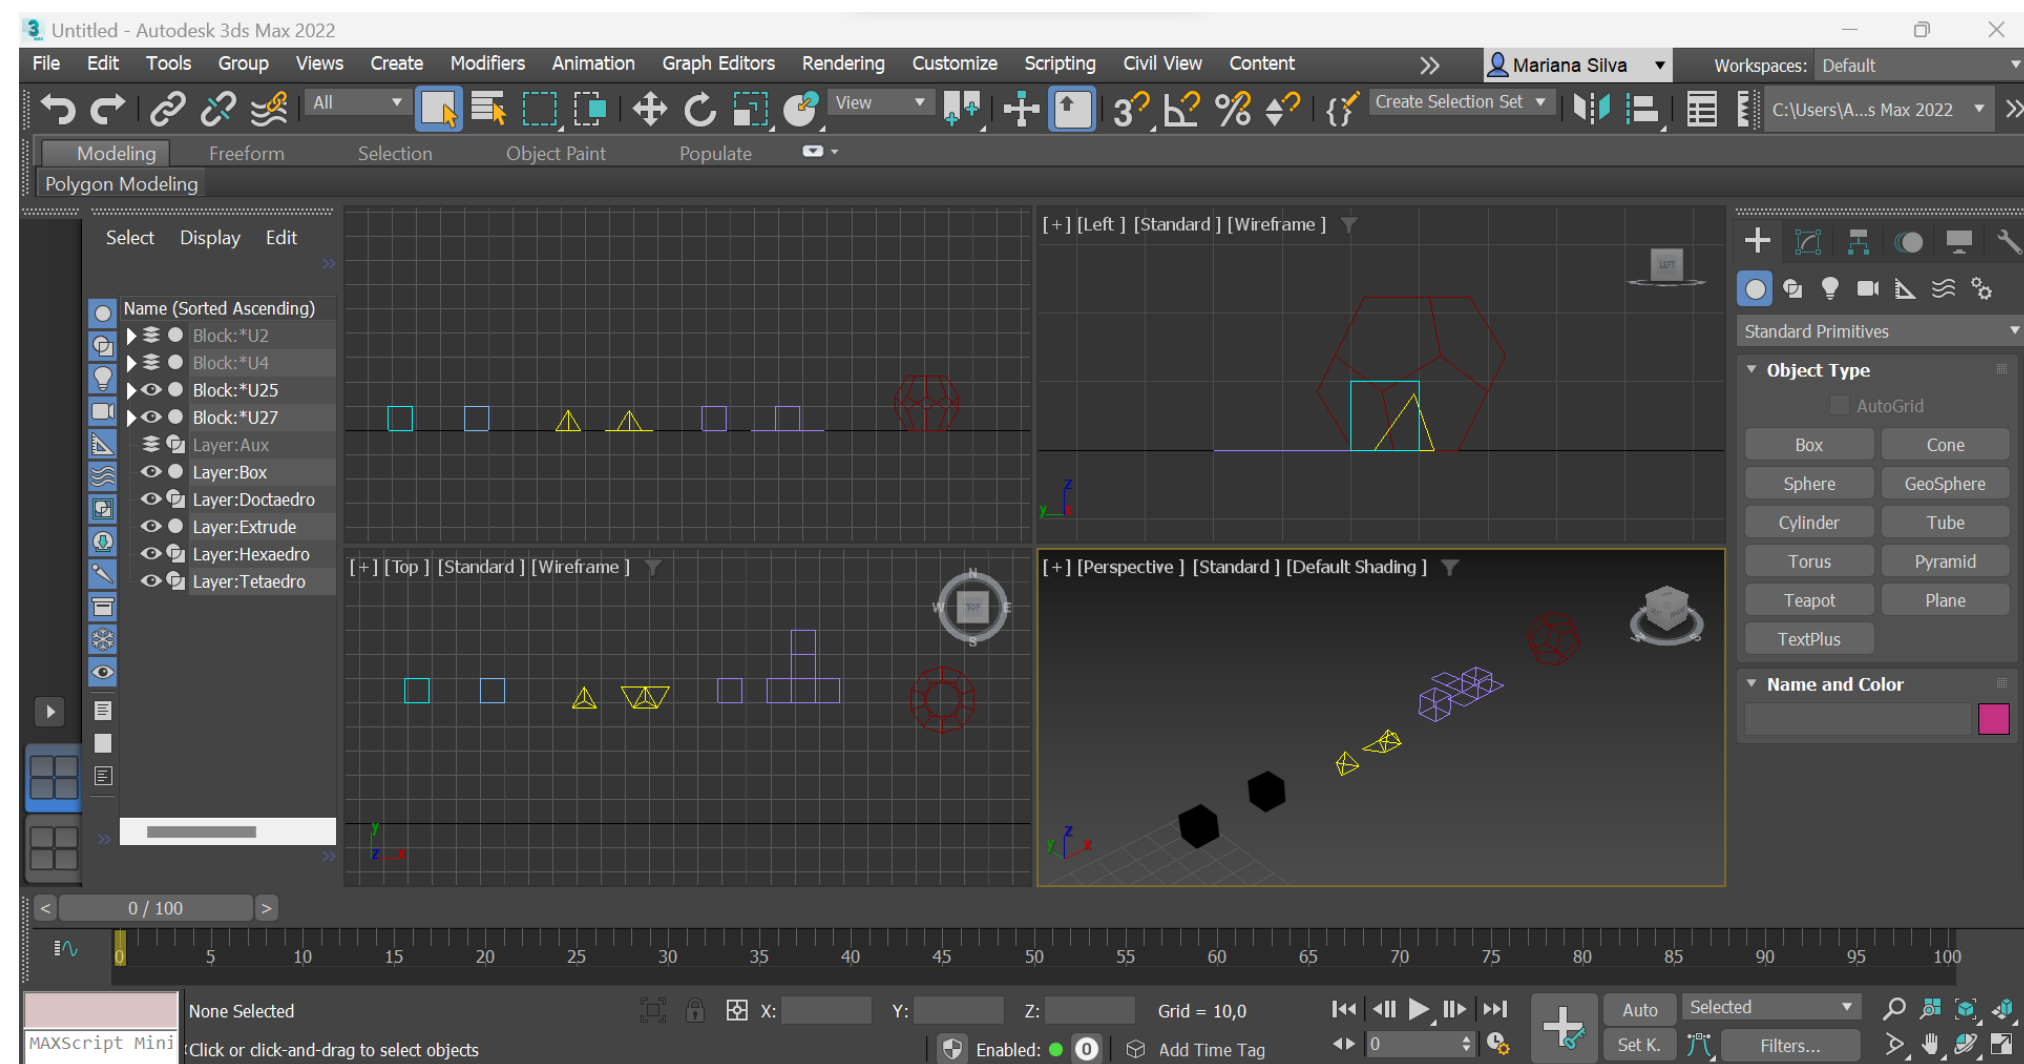 Untitled - Autodesk 3ds Max 2022
File Edit Tools Group Views Create Modifiers Animation Graph Editors Rendering Customize Scripting Civil View Content Mariana Silva Workspaces: Default
All View Create Selection Set C:\Users\A...s Max 2022
Modeling Freeform Selection Object Paint Populate
Polygon Modeling
Select Display Edit
Name (Sorted Ascending)
Block:*U2
Block:*U4
Block:*U25
Block:*U27
Layer:Aux
Layer:Box
Layer:Doctaedro
Layer:Extrude
Layer:Hexaedro
Layer:Tetaedro
[+] [Left ] [Standard ] [Wireframe ]
LEFT
z
y x
[+] [Top ] [Standard ] [Wireframe ]
N
W TOP E
S
y
z x
[+] [Perspective ] [Standard ] [Default Shading ]
z
y x
Standard Primitives
Object Type
AutoGrid
Box Cone
Sphere GeoSphere
Cylinder Tube
Torus Pyramid
Teapot Plane
TextPlus
Name and Color
< 0 / 100 >
0 5 10 15 20 25 30 35 40 45 50 55 60 65 70 75 80 85 90 95 100
None Selected X: Y: Z: Grid = 10,0 Auto Selected
MAXScript Mini Click or click-and-drag to select objects Enabled: 0 Add Time Tag 0 Set K. Filters...